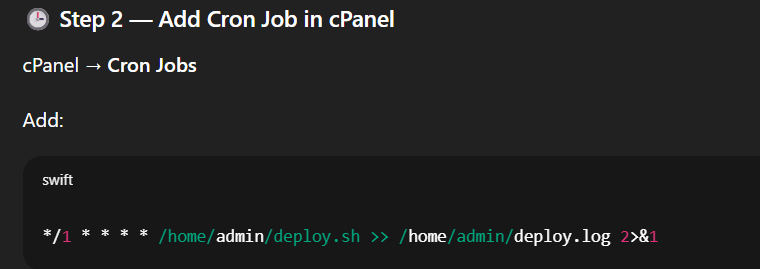 🕒 Step 2 — Add Cron Job in cPanel
cPanel → Cron Jobs
Add:
swift
*/1 * * * * /home/admin/deploy.sh >> /home/admin/deploy.log 2>&1